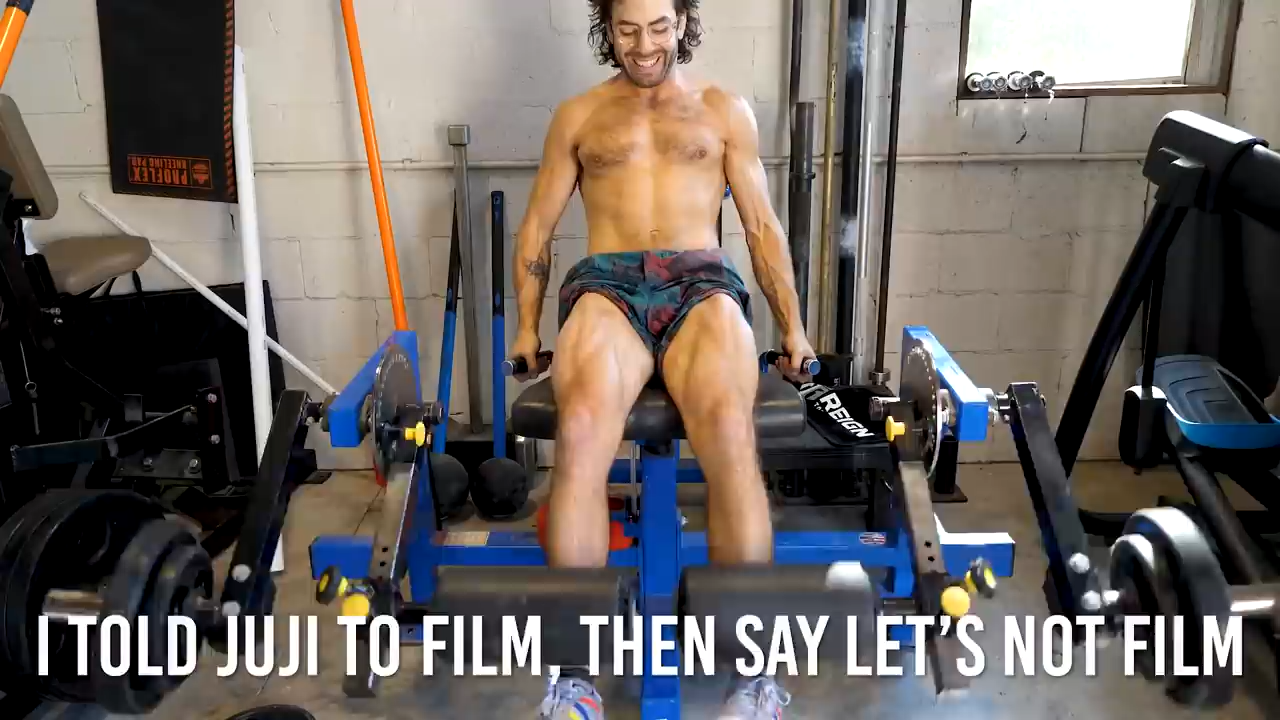 PROFLEX
KNEELING PAD
REIGN
I TOLD JUJI TO FILM, THEN SAY LET'S NOT FILM